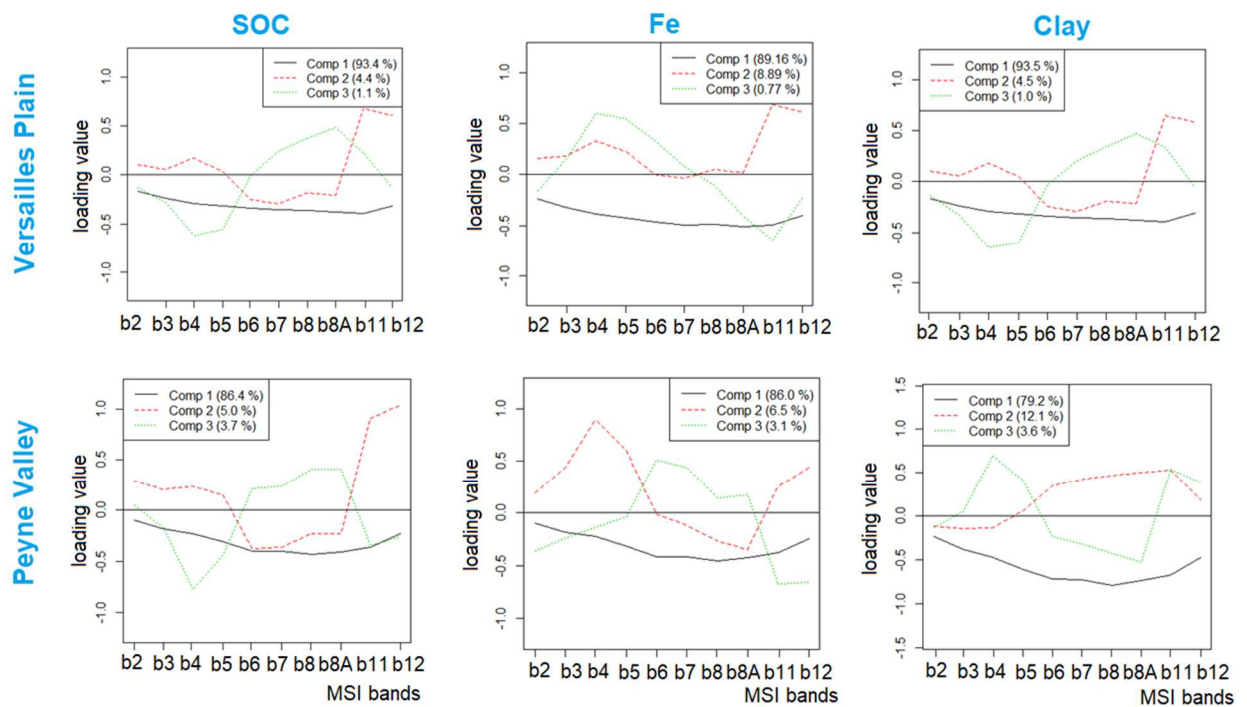 SOC
Fe
Clay
Versailles Plain
loading value
1.0
0.5
0.0
-0.5
-1.0
Comp 1 (93.4 %)
Comp 2 (4.4 %)
Comp 3 (1.1 %)
b2 b3 b4 b5 b6 b7 b8 b8A b11 b12
loading value
1.0
0.5
0.0
-0.5
-1.0
Comp 1 (89.16 %)
Comp 2 (8.89 %)
Comp 3 (0.77 %)
b2 b3 b4 b5 b6 b7 b8 b8A b11 b12
loading value
1.0
0.5
0.0
-0.5
-1.0
Comp 1 (93.5 %)
Comp 2 (4.5 %)
Comp 3 (1.0 %)
b2 b3 b4 b5 b6 b7 b8 b8A b11 b12
Peyne Valley
loading value
1.0
0.5
0.0
-0.5
-1.0
Comp 1 (86.4 %)
Comp 2 (5.0 %)
Comp 3 (3.7 %)
b2 b3 b4 b5 b6 b7 b8 b8A b11 b12
MSI bands
loading value
1.0
0.5
0.0
-0.5
-1.0
Comp 1 (86.0 %)
Comp 2 (6.5 %)
Comp 3 (3.1 %)
b2 b3 b4 b5 b6 b7 b8 b8A b11 b12
MSI bands
loading value
1.5
1.0
0.5
0.0
-0.5
-1.0
-1.5
Comp 1 (79.2 %)
Comp 2 (12.1 %)
Comp 3 (3.6 %)
b2 b3 b4 b5 b6 b7 b8 b8A b11 b12
MSI bands